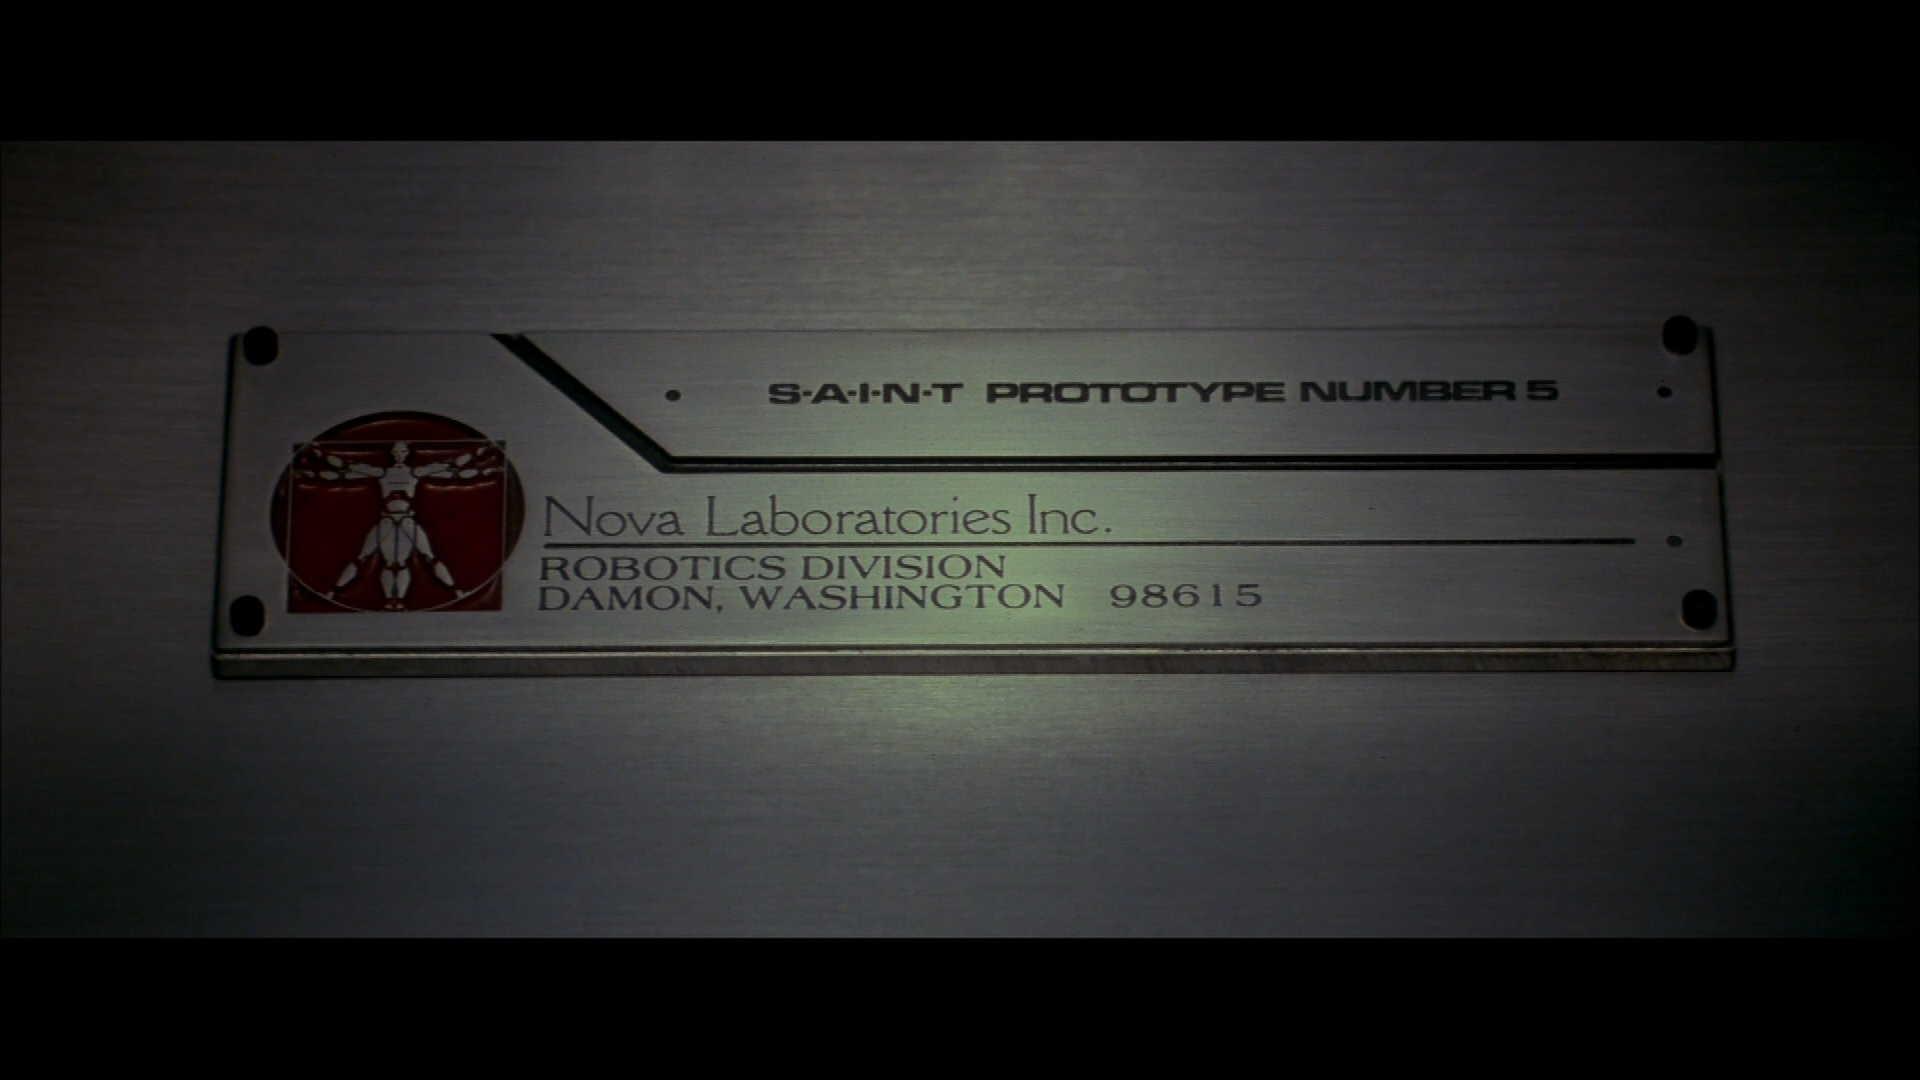 S-A-I-N-T PROTOTYPE NUMBER 5
Nova Laboratories Inc.
ROBOTICS DIVISION
DAMON, WASHINGTON 98615